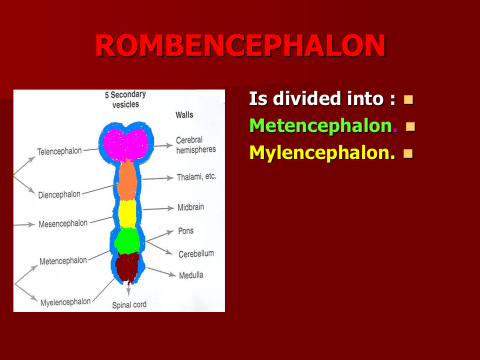 ROMBENCEPHALON
Is divided into :
Metencephalon.
Mylencephalon.
5 Secondary
vesicles
Walls
Telencephalon
Cerebral
hemispheres
Diencephalon
Thalami, etc.
Mesencephalon
Midbrain
Metencephalon
Pons
Cerebellum
Myelencephalon
Medulla
Spinal cord